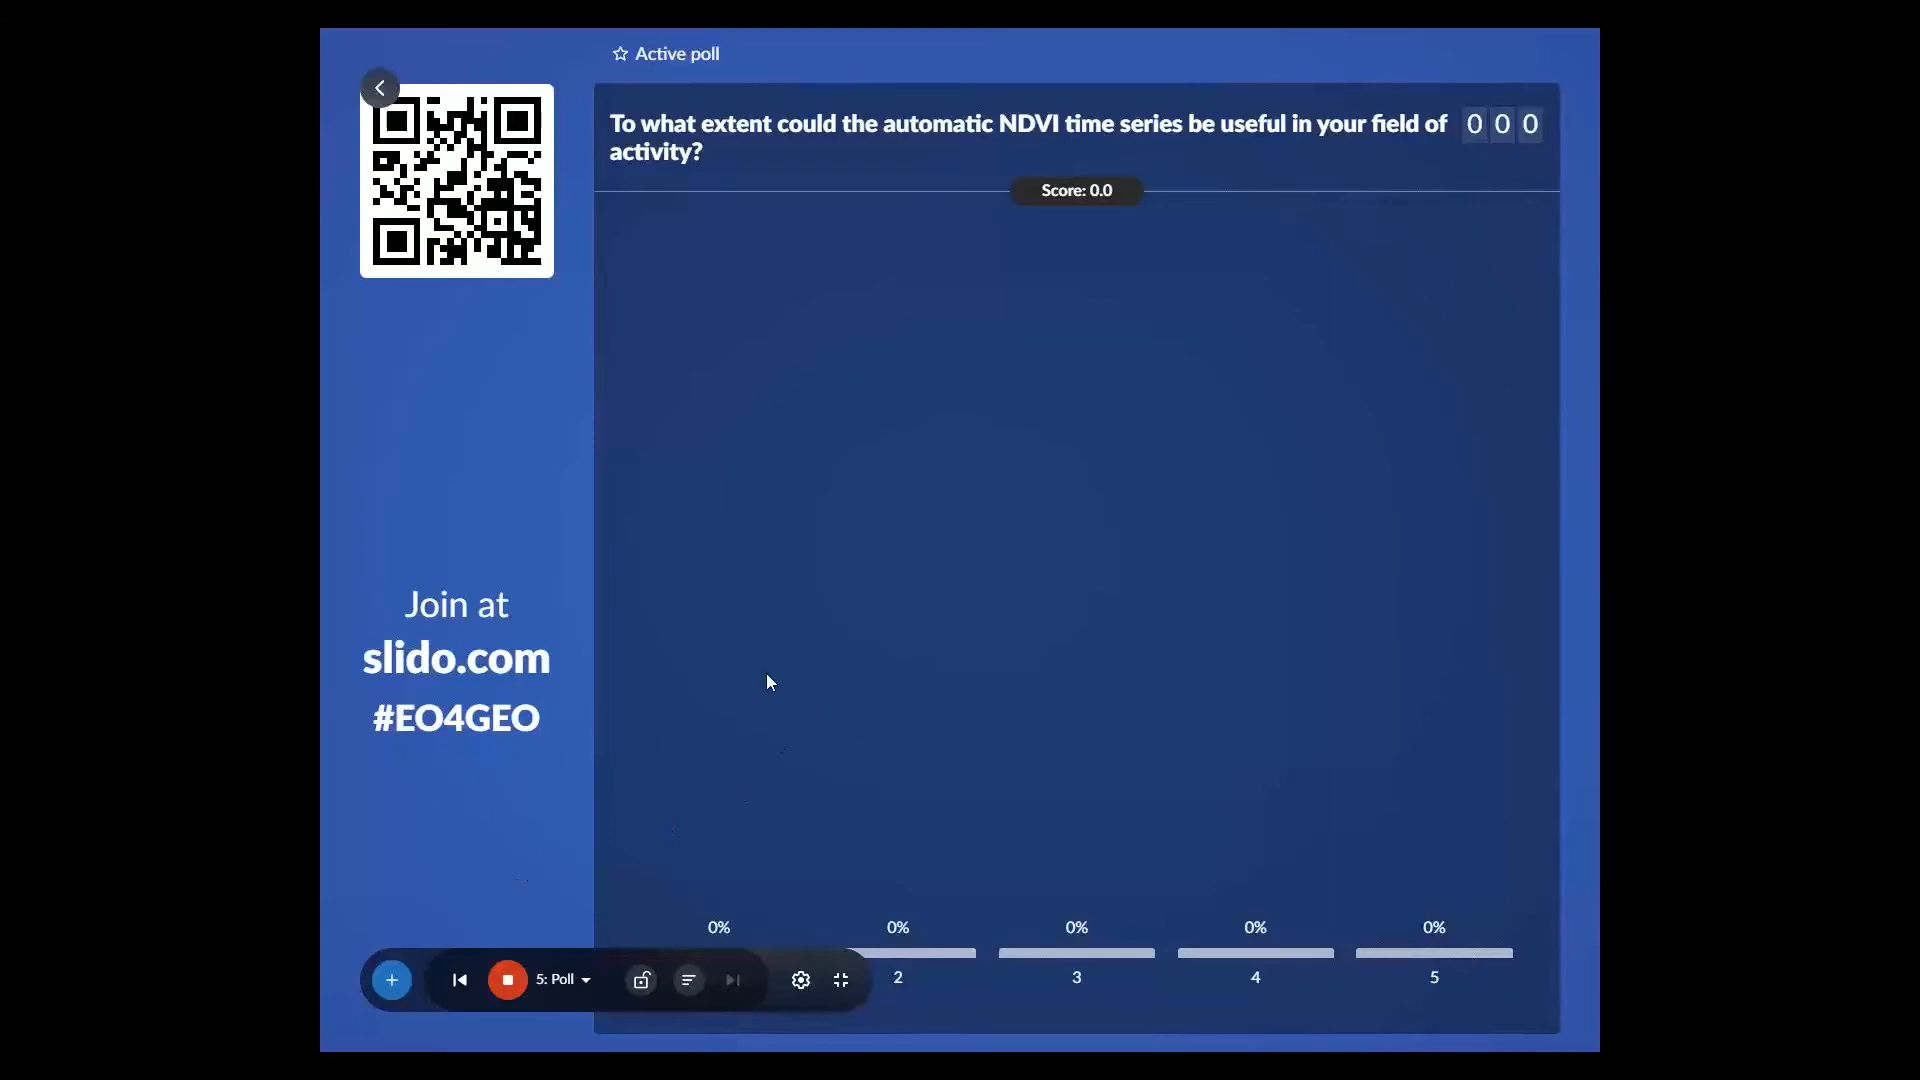 Active poll
To what extent could the automatic NDVI time series be useful in your field of
activity?
0 0 0
Score: 0.0
Join at
slido.com
#EO4GEO
0% 0% 0% 0% 0%
2 3 4 5
5: Poll